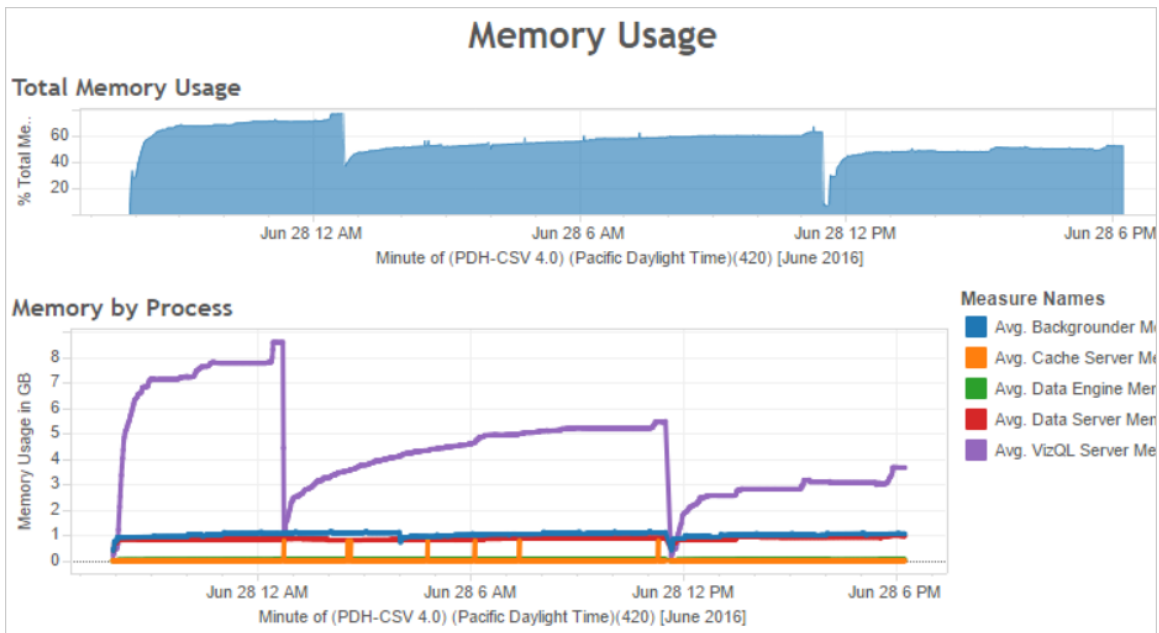 Memory Usage
Total Memory Usage
% Total Me..
60
40
20
Jun 28 12 AM
Jun 28 6 AM
Jun 28 12 PM
Jun 28 6 PM
Minute of (PDH-CSV 4.0) (Pacific Daylight Time)(420) [June 2016]
Memory by Process
Memory Usage in GB
8
7
6
5
4
3
2
1
0
Jun 28 12 AM
Jun 28 6 AM
Jun 28 12 PM
Jun 28 6 PM
Minute of (PDH-CSV 4.0) (Pacific Daylight Time)(420) [June 2016]
Measure Names
Avg. Backgrounder M
Avg. Cache Server Me
Avg. Data Engine Mem
Avg. Data Server Mem
Avg. VizQL Server Me